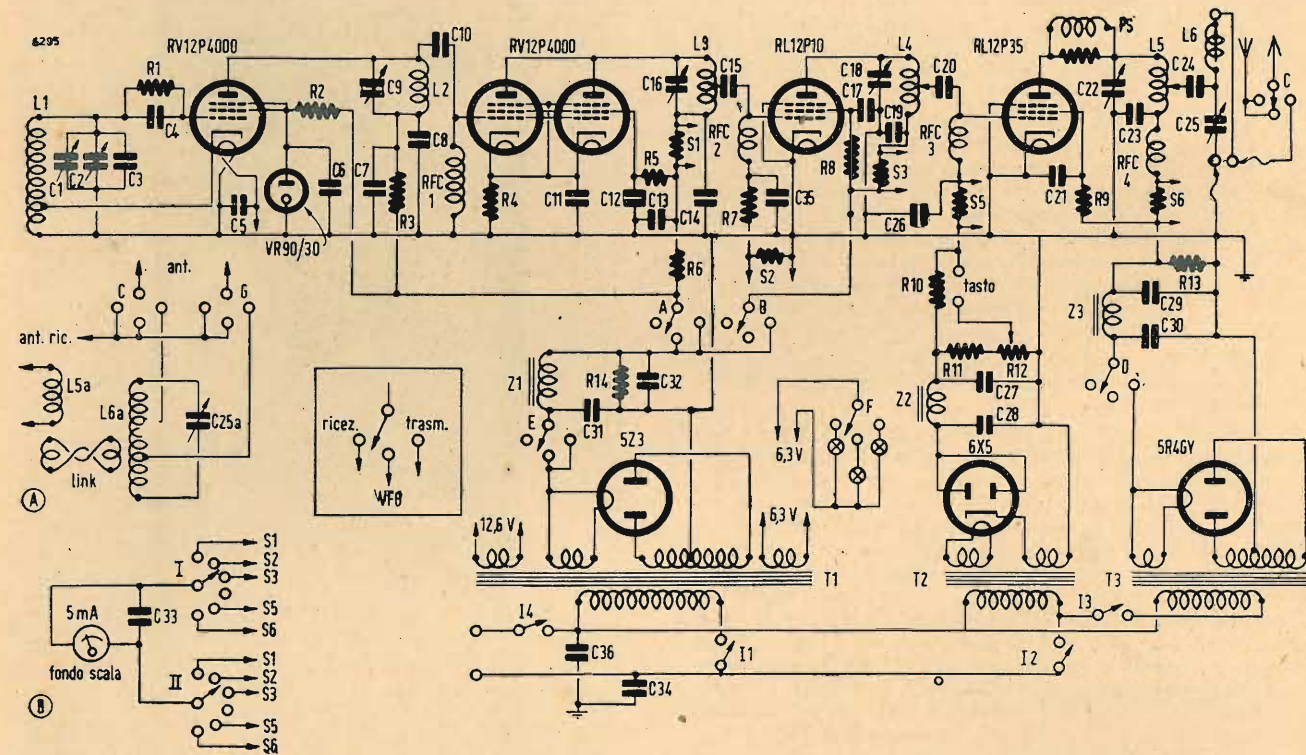 6295
RV12P4000
C10
RV12P4000
L3
C15
RL12P10
C18
L4
C20
RL12P35
PS
L5
C24
L6
C
L1
R1
C4
R2
C9
L2
C16
C17
C19
C22
C25
C23
C1
C2
C3
C5
VR90/30
C6
C7
R3
C8
RFC 1
R4
C11
C12
R5
C13
C14
S1
RFC 2
R7
C35
R8
S3
RFC 3
S5
C26
C21
R9
RFC 4
S6
S2
R6
A
B
R10
tasto
R13
C29
C30
Z3
D
ant.
C
G
ant. ric.
L5a
L6a
C25a
link
A
ricez.
trasm.
VFO
Z1
R14
C32
C31
E
5Z3
F
6,3 V
R11
R12
Z2
C27
C28
6X5
5R4GY
12,6 V
6,3 V
T1
T2
T3
I
S1
S2
S3
S5
S6
5 mA
C33
fondo scala
II
S1
S2
S3
S5
S6
B
I4
C36
I1
C34
I2
I3